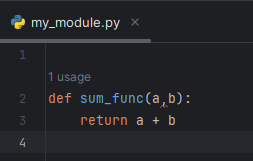 my_module.py ×
1
1 usage
2 def sum_func(a,b):
3     return a + b
4